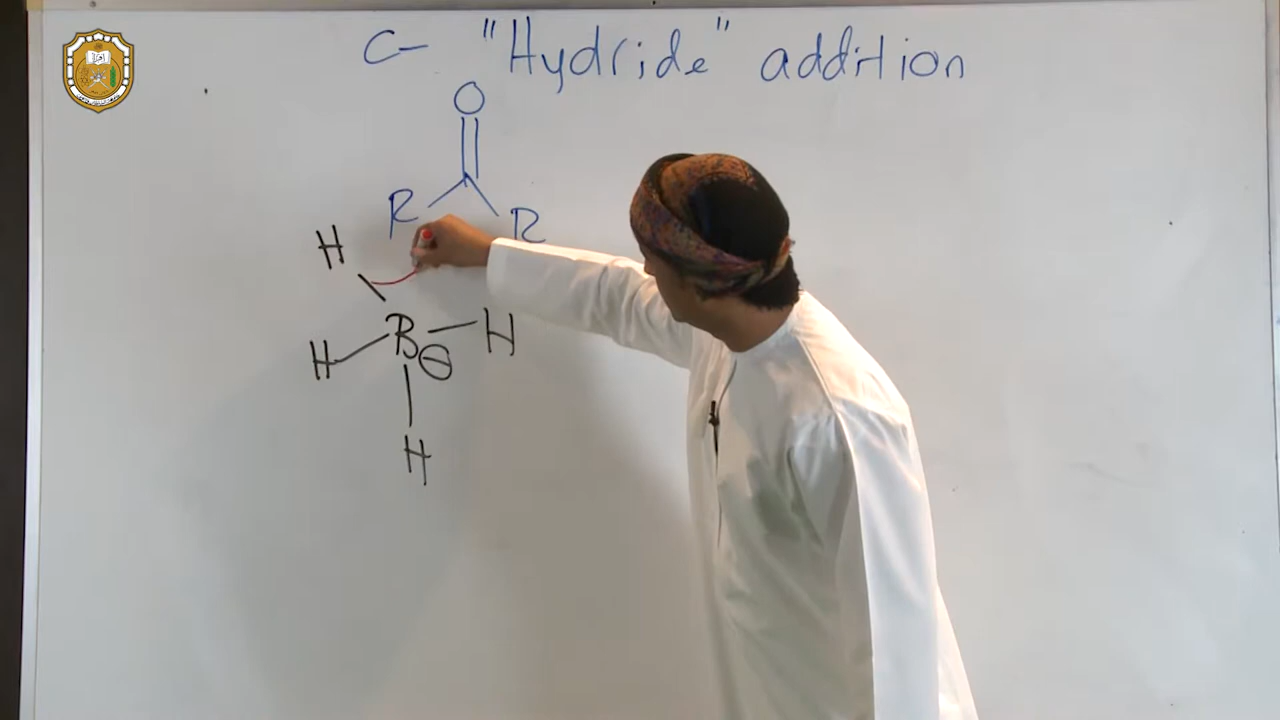 C- "Hydride" addition
O
R R
H
B H
H ⊖
H